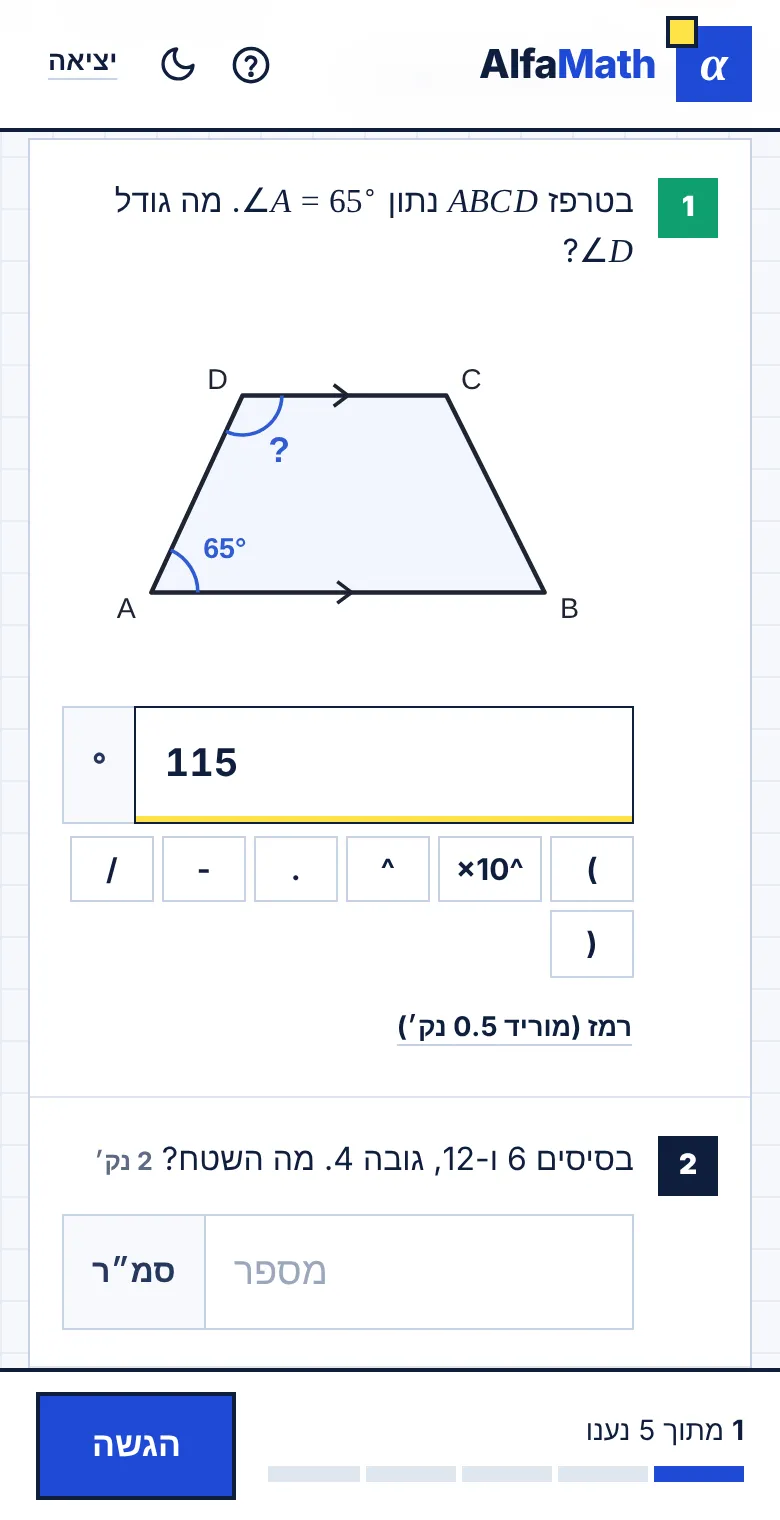 AlfaMath α
יציאה
1
בטרפז ABCD נתון ∠A = 65°. מה גודל
∠D?
D C
?
65°
A B
115 °
( ×10^ ^ . - /
)
רמז (מוריד 0.5 נק׳)
2
בסיסים 6 ו-12, גובה 4. מה השטח? 2 נק׳
מספר סמ״ר
1 מתוך 5 נענו
הגשה